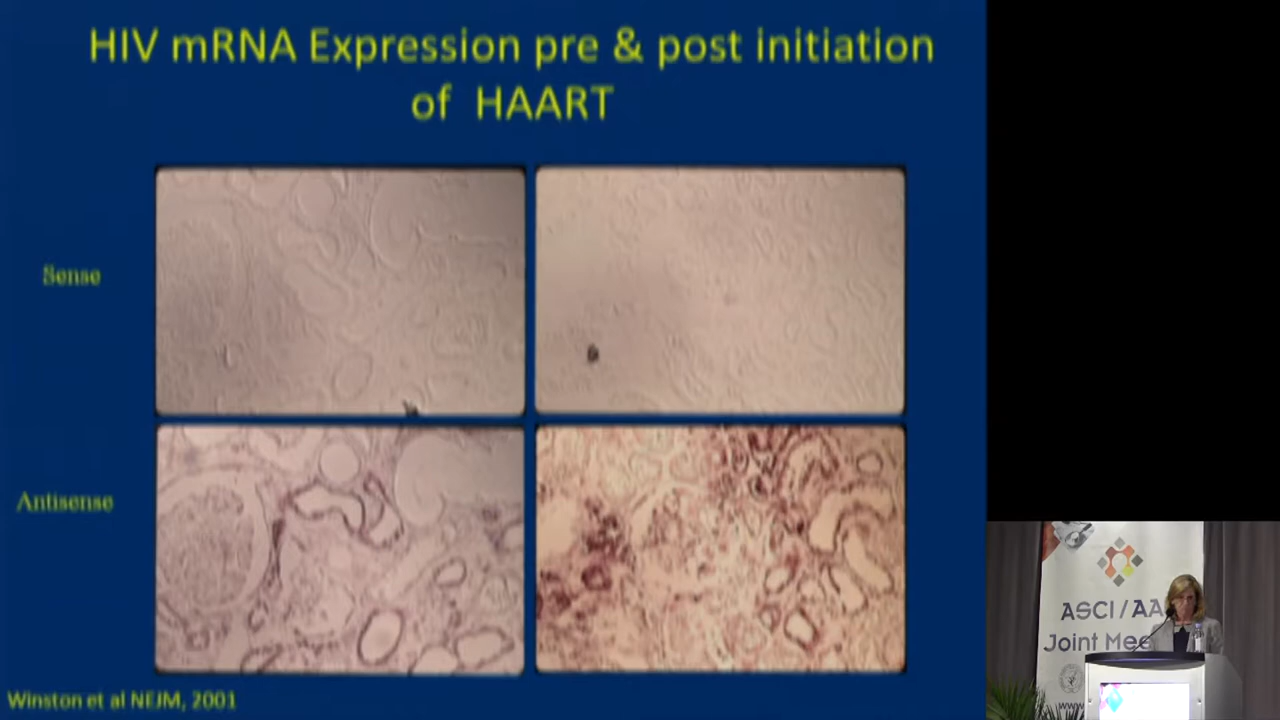 HIV mRNA Expression pre & post initiation
of HAART
Sense
Antisense
Winston et al NEJM, 2001
ASCI / AA
Joint Mee